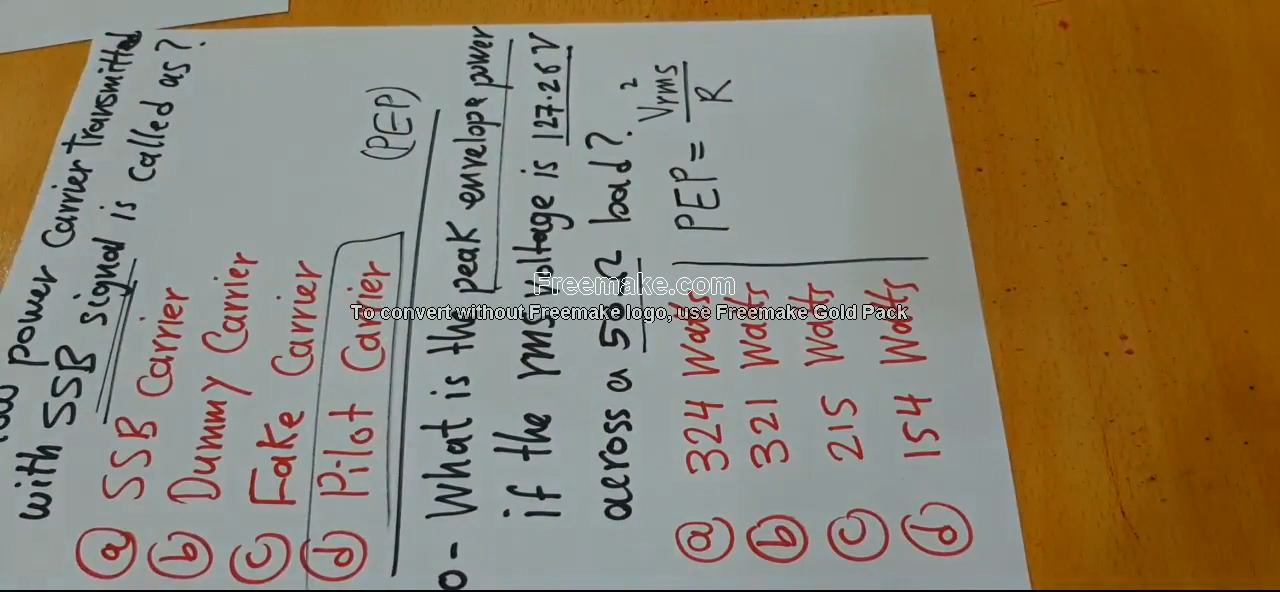 power Carrier transmitted
with SSB signal is called as?
(a) SSB Carrier
(b) Dummy Carrier
(c) Fake Carrier
(d) Pilot Carrier
(PEP)
0- What is the peak envelope power
if the rms voltage is 127.26 V
across a 50 Ω load?
(a) 324 Watts
(b) 321 Watts
(c) 215 Watts
(d) 154 Watts
PEP = Vrms² / R
Freemake.com
To convert without Freemake logo, use Freemake Gold Pack